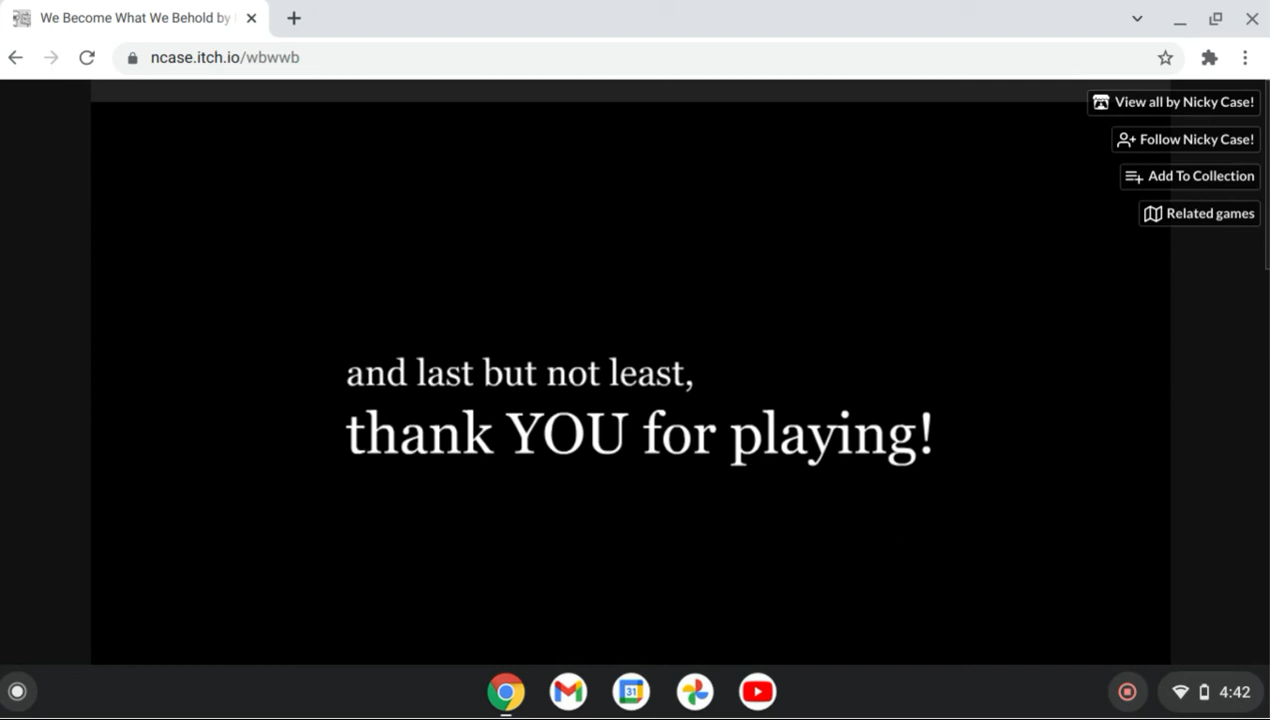 We Become What We Behold by
ncase.itch.io/wbwwb
View all by Nicky Case!
Follow Nicky Case!
Add To Collection
Related games
and last but not least,
thank YOU for playing!
31
4:42